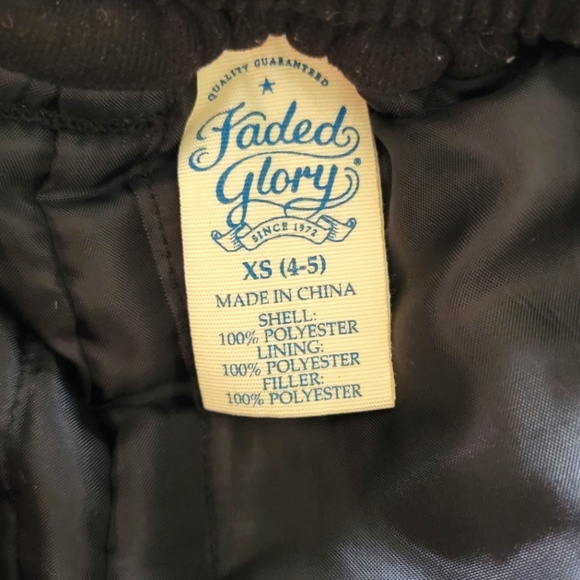 QUALITY GUARANTEED
Faded
Glory®
SINCE 1972
XS (4-5)
MADE IN CHINA
SHELL:
100% POLYESTER
LINING:
100% POLYESTER
FILLER:
100% POLYESTER